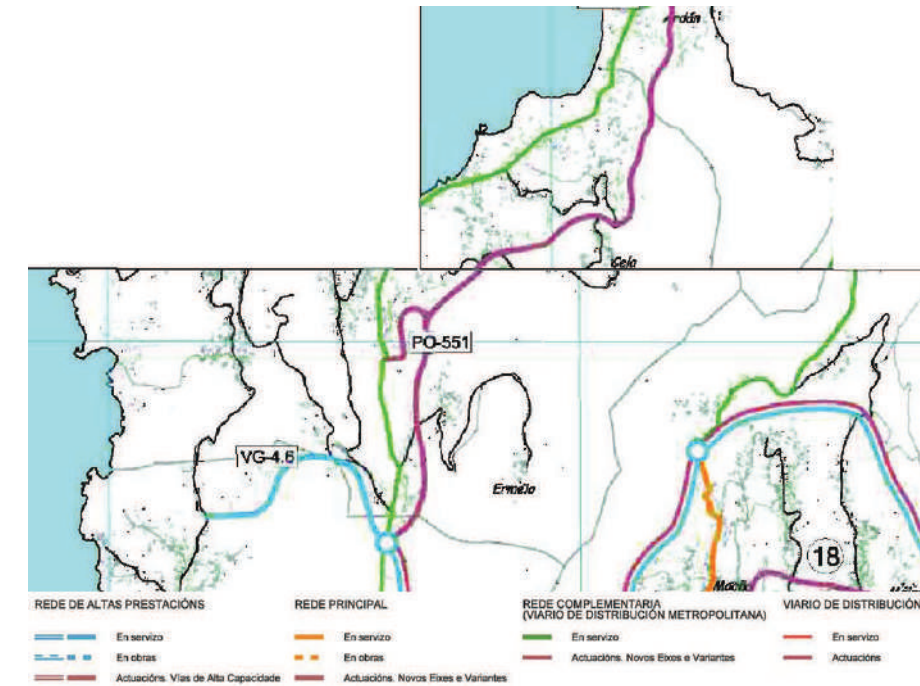 Ardán
Cela
PO-551
VG-4.6
Ermelo
18
REDE DE ALTAS PRESTACIÓNS
En servizo
En obras
Actuacións. Vías de Alta Capacidade
REDE PRINCIPAL
En servizo
En obras
Actuacións. Novos Eixes e Variantes
REDE COMPLEMENTARIA
(VIARIO DE DISTRIBUCIÓN METROPOLITANA)
En servizo
Actuacións. Novos Eixes e Variantes
VIARIO DE DISTRIBUCIÓN
En servizo
Actuacións